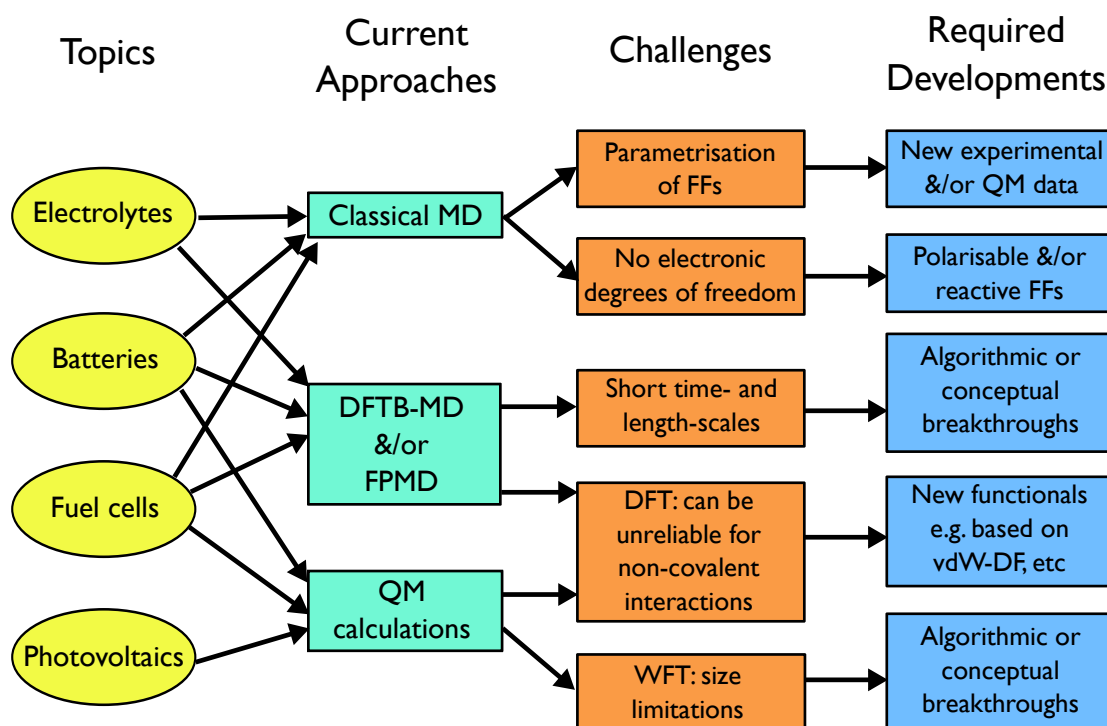 Topics
Current
Approaches
Challenges
Required
Developments
Electrolytes
Batteries
Fuel cells
Photovoltaics
Classical MD
DFTB-MD
&/or
FPMD
QM
calculations
Parametrisation
of FFs
No electronic
degrees of freedom
Short time- and
length-scales
DFT: can be
unreliable for
non-covalent
interactions
WFT: size
limitations
New experimental
&/or QM data
Polarisable &/or
reactive FFs
Algorithmic or
conceptual
breakthroughs
New functionals
e.g. based on
vdW-DF, etc
Algorithmic or
conceptual
breakthroughs